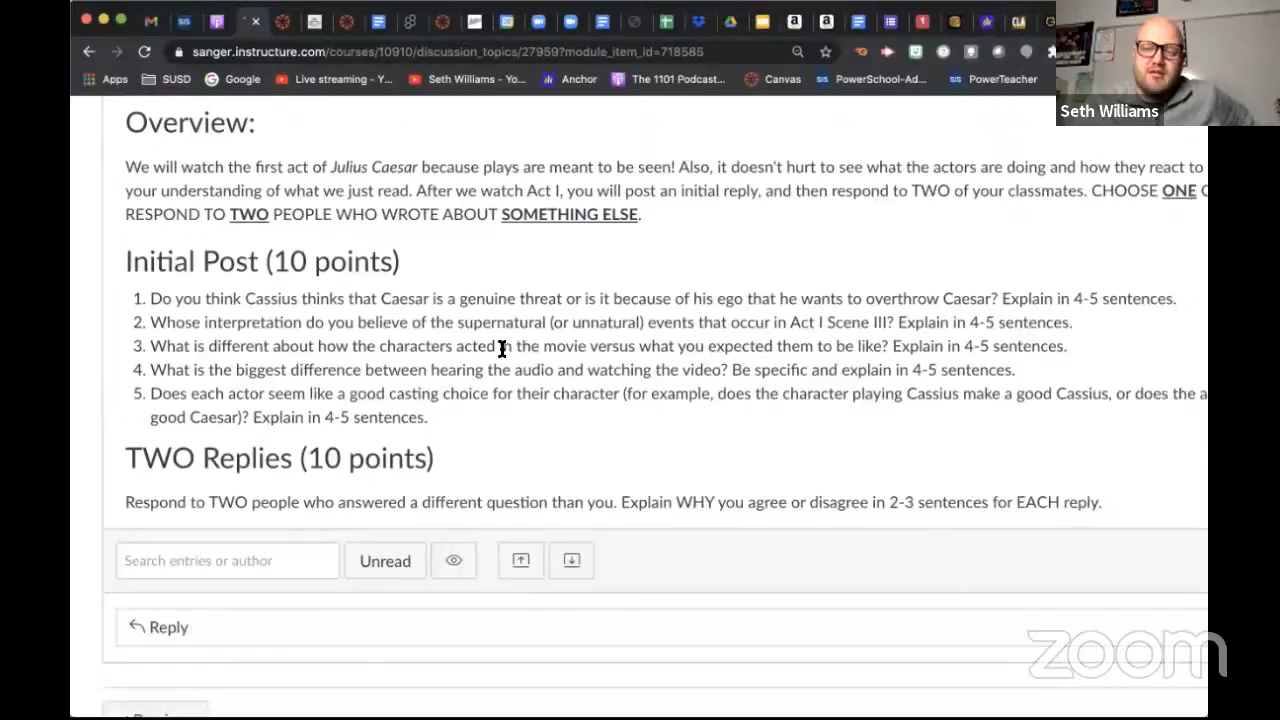 sanger.instructure.com/courses/10910/discussion_topics/27959?module_item_id=718585
Apps SUSD Google Live streaming - Y... Seth Williams - Yo... Anchor The 1101 Podcast... Canvas PowerSchool-Ad... PowerTeacher
Seth Williams
Overview:
We will watch the first act of Julius Caesar because plays are meant to be seen! Also, it doesn't hurt to see what the actors are doing and how they react to
your understanding of what we just read. After we watch Act I, you will post an initial reply, and then respond to TWO of your classmates. CHOOSE ONE
RESPOND TO TWO PEOPLE WHO WROTE ABOUT SOMETHING ELSE.
Initial Post (10 points)
1. Do you think Cassius thinks that Caesar is a genuine threat or is it because of his ego that he wants to overthrow Caesar? Explain in 4-5 sentences.
2. Whose interpretation do you believe of the supernatural (or unnatural) events that occur in Act I Scene III? Explain in 4-5 sentences.
3. What is different about how the characters acted in the movie versus what you expected them to be like? Explain in 4-5 sentences.
4. What is the biggest difference between hearing the audio and watching the video? Be specific and explain in 4-5 sentences.
5. Does each actor seem like a good casting choice for their character (for example, does the character playing Cassius make a good Cassius, or does the a
good Caesar)? Explain in 4-5 sentences.
TWO Replies (10 points)
Respond to TWO people who answered a different question than you. Explain WHY you agree or disagree in 2-3 sentences for EACH reply.
Search entries or author
Unread
Reply
zoom